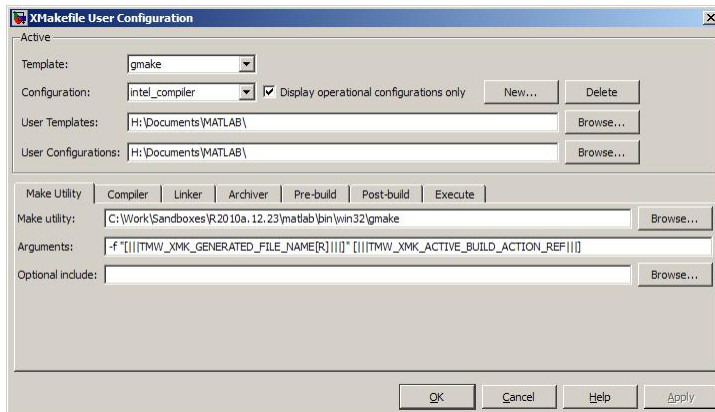 XMakefile User Configuration
Active
Template: gmake
Configuration: intel_compiler Display operational configurations only New... Delete
User Templates: H:\Documents\MATLAB\ Browse...
User Configurations: H:\Documents\MATLAB\ Browse...
Make Utility Compiler Linker Archiver Pre-build Post-build Execute
Make utility: C:\Work\Sandboxes\R2010a.12.23\matlab\bin\win32\gmake Browse...
Arguments: -f "[|||TMW_XMK_GENERATED_FILE_NAME[R]|||]" [|||TMW_XMK_ACTIVE_BUILD_ACTION_REF|||]
Optional include: Browse...
OK Cancel Help Apply